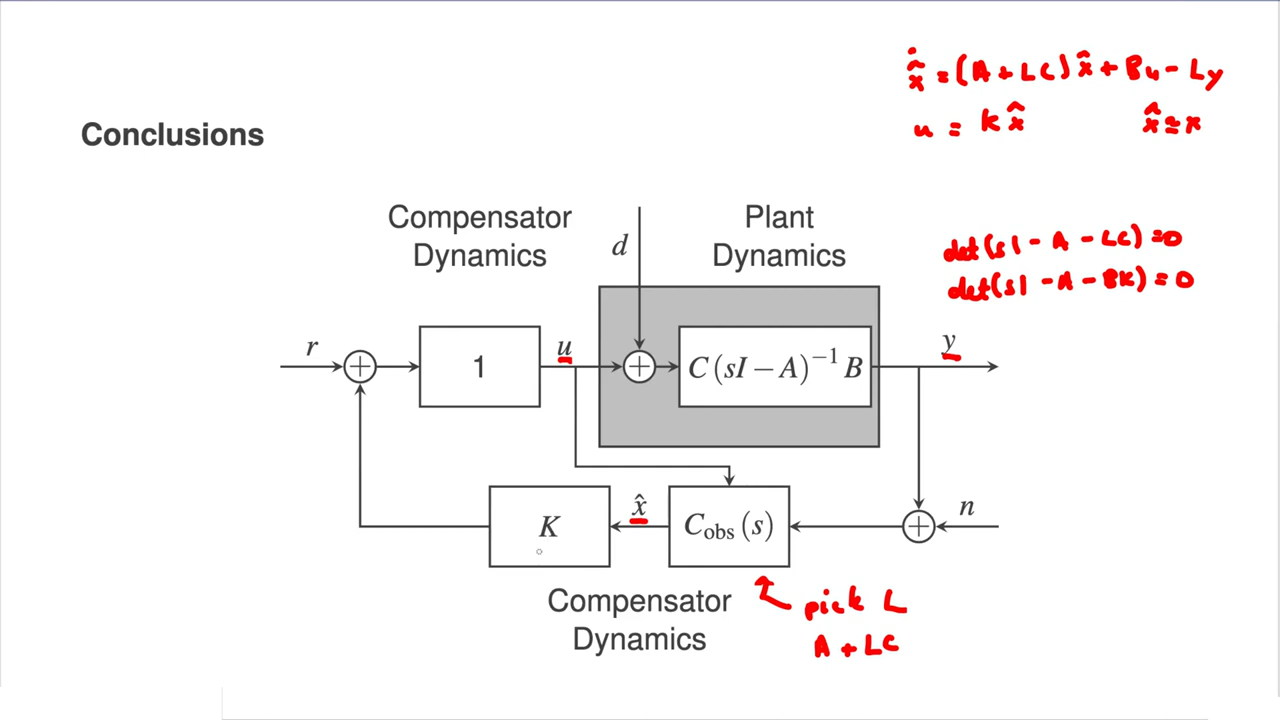 x̂̇ = (A + LC) x̂ + Bu - Ly
u = k x̂   x̂ ≃ x
Conclusions
Compensator
Dynamics
d
Plant
Dynamics
det(sI - A - LC) = 0
det(sI - A - BK) = 0
r
1
u
C(sI − A)⁻¹B
y
K
x̂
C_obs(s)
n
Compensator
Dynamics
pick L
A + LC